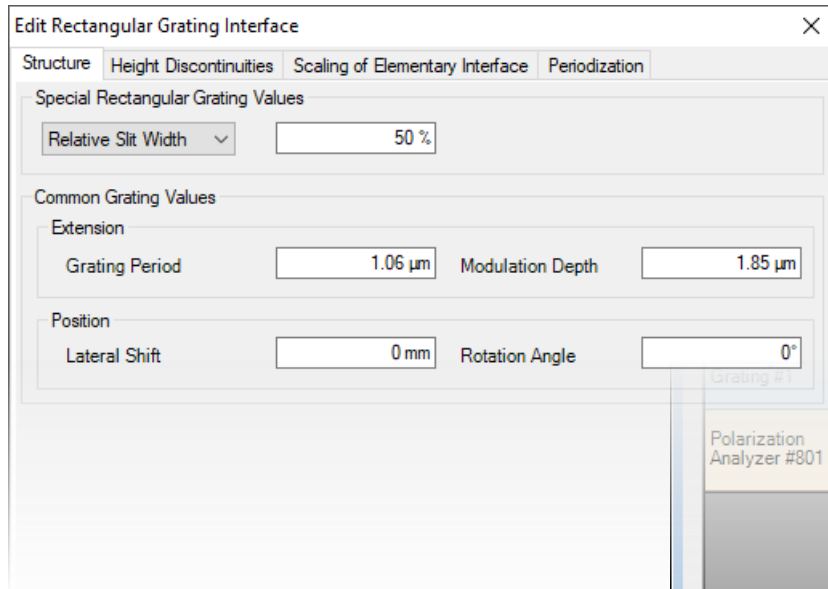 Edit Rectangular Grating Interface
Structure Height Discontinuities Scaling of Elementary Interface Periodization
Special Rectangular Grating Values
Relative Slit Width 50 %
Common Grating Values
Extension
Grating Period 1.06 µm Modulation Depth 1.85 µm
Position
Lateral Shift 0 mm Rotation Angle 0°
Grating #1
Polarization
Analyzer #801